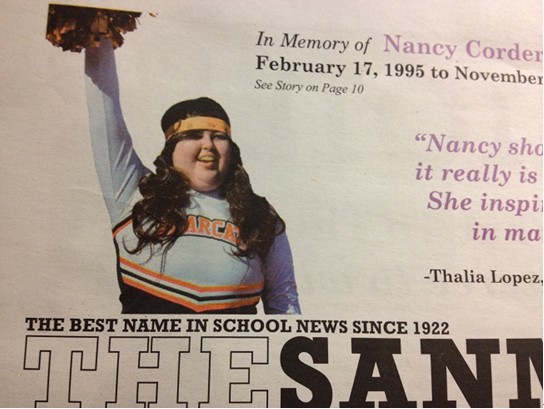 In Memory of Nancy Corder
February 17, 1995 to November
See Story on Page 10
“Nancy sho
it really is
She inspi
in ma
-Thalia Lopez,
ARCA
THE BEST NAME IN SCHOOL NEWS SINCE 1922
THE SANN